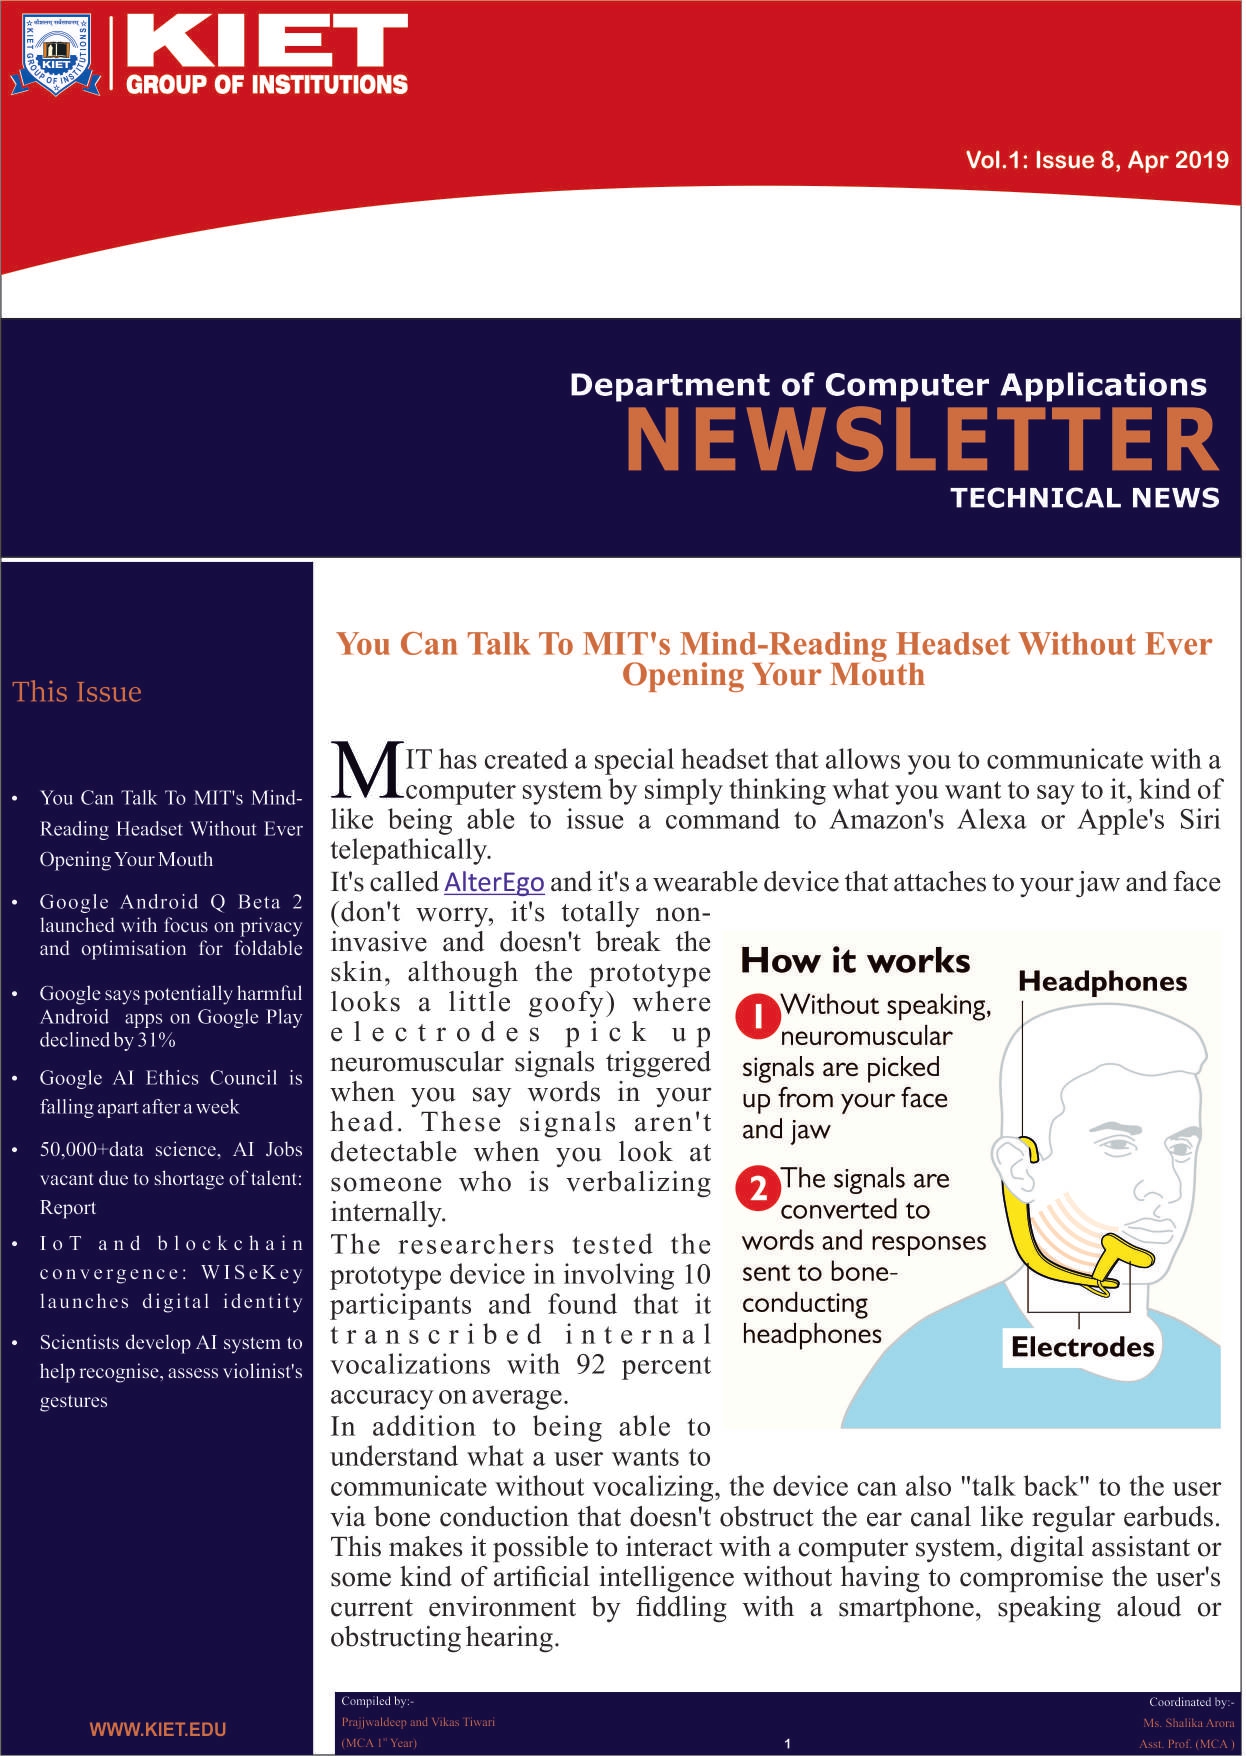 KIET
GROUP OF INSTITUTIONS
KIET
KIET GROUP OF INSTITUTIONS
Vol.1: Issue 8, Apr 2019
Department of Computer Applications
NEWSLETTER
TECHNICAL NEWS
This Issue
• You Can Talk To MIT's Mind-
Reading Headset Without Ever
Opening Your Mouth
• Google Android Q Beta 2
launched with focus on privacy
and optimisation for foldable
• Google says potentially harmful
Android apps on Google Play
declined by 31%
• Google AI Ethics Council is
falling apart after a week
• 50,000+data science, AI Jobs
vacant due to shortage of talent:
Report
• IoT and blockchain
convergence: WISeKey
launches digital identity
• Scientists develop AI system to
help recognise, assess violinist's
gestures
WWW.KIET.EDU
You Can Talk To MIT's Mind-Reading Headset Without Ever
Opening Your Mouth
MIT has created a special headset that allows you to communicate with a
computer system by simply thinking what you want to say to it, kind of
like being able to issue a command to Amazon's Alexa or Apple's Siri
telepathically.
It's called AlterEgo and it's a wearable device that attaches to your jaw and face
(don't worry, it's totally non-
invasive and doesn't break the
skin, although the prototype
looks a little goofy) where
electrodes pick up
neuromuscular signals triggered
when you say words in your
head. These signals aren't
detectable when you look at
someone who is verbalizing
internally.
The researchers tested the
prototype device in involving 10
participants and found that it
transcribed internal
vocalizations with 92 percent
accuracy on average.
In addition to being able to
understand what a user wants to
communicate without vocalizing, the device can also "talk back" to the user
via bone conduction that doesn't obstruct the ear canal like regular earbuds.
This makes it possible to interact with a computer system, digital assistant or
some kind of artificial intelligence without having to compromise the user's
current environment by fiddling with a smartphone, speaking aloud or
obstructing hearing.
How it works
1 Without speaking,
neuromuscular
signals are picked
up from your face
and jaw
2 The signals are
converted to
words and responses
sent to bone-
conducting
headphones
Headphones
Electrodes
Compiled by:-
Prajjwaldeep and Vikas Tiwari
(MCA 1st Year)
1
Coordinated by:-
Ms. Shalika Arora
Asst. Prof. (MCA )